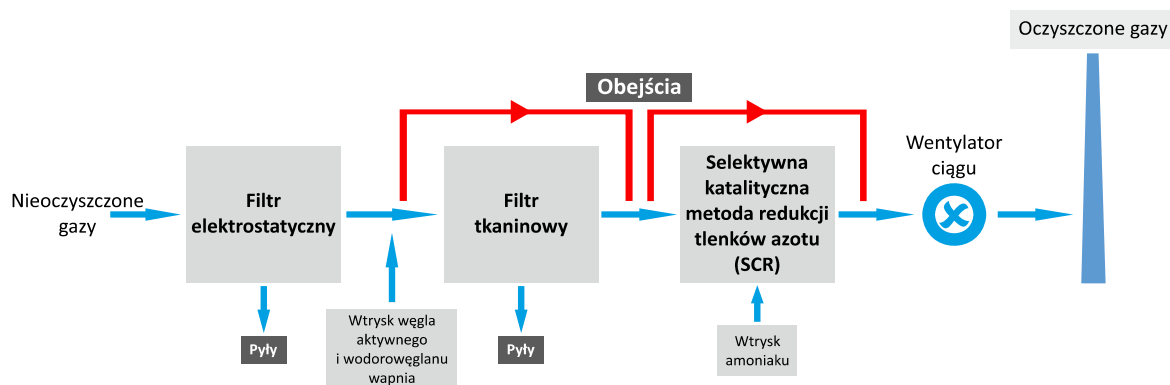 Oczyszczone gazy
Obejścia
Nieoczyszczone
gazy
Filtr
elektrostatyczny
Filtr
tkaninowy
Selektywna
katalityczna
metoda redukcji
tlenków azotu
(SCR)
Wentylator
ciągu
Pyły
Wtrysk węgla
aktywnego
i wodorowęglanu
wapnia
Pyły
Wtrysk
amoniaku